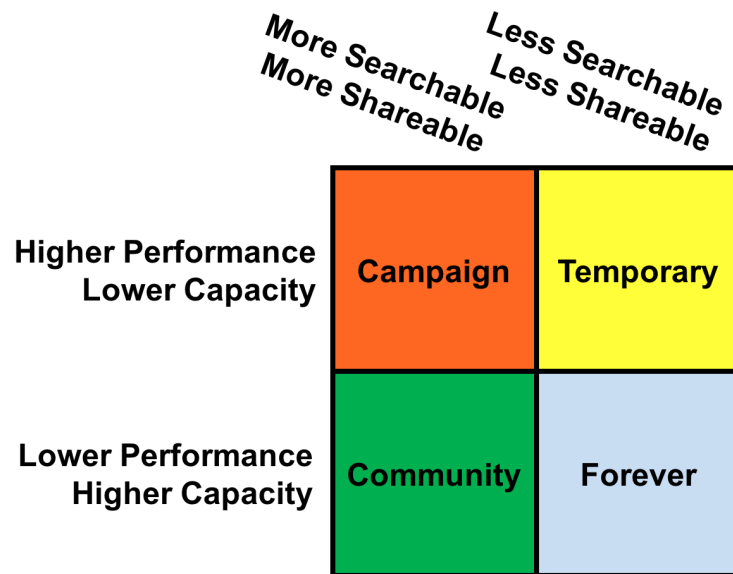 More Searchable
More Shareable
Less Searchable
Less Shareable
Higher Performance
Lower Capacity
Campaign
Temporary
Lower Performance
Higher Capacity
Community
Forever